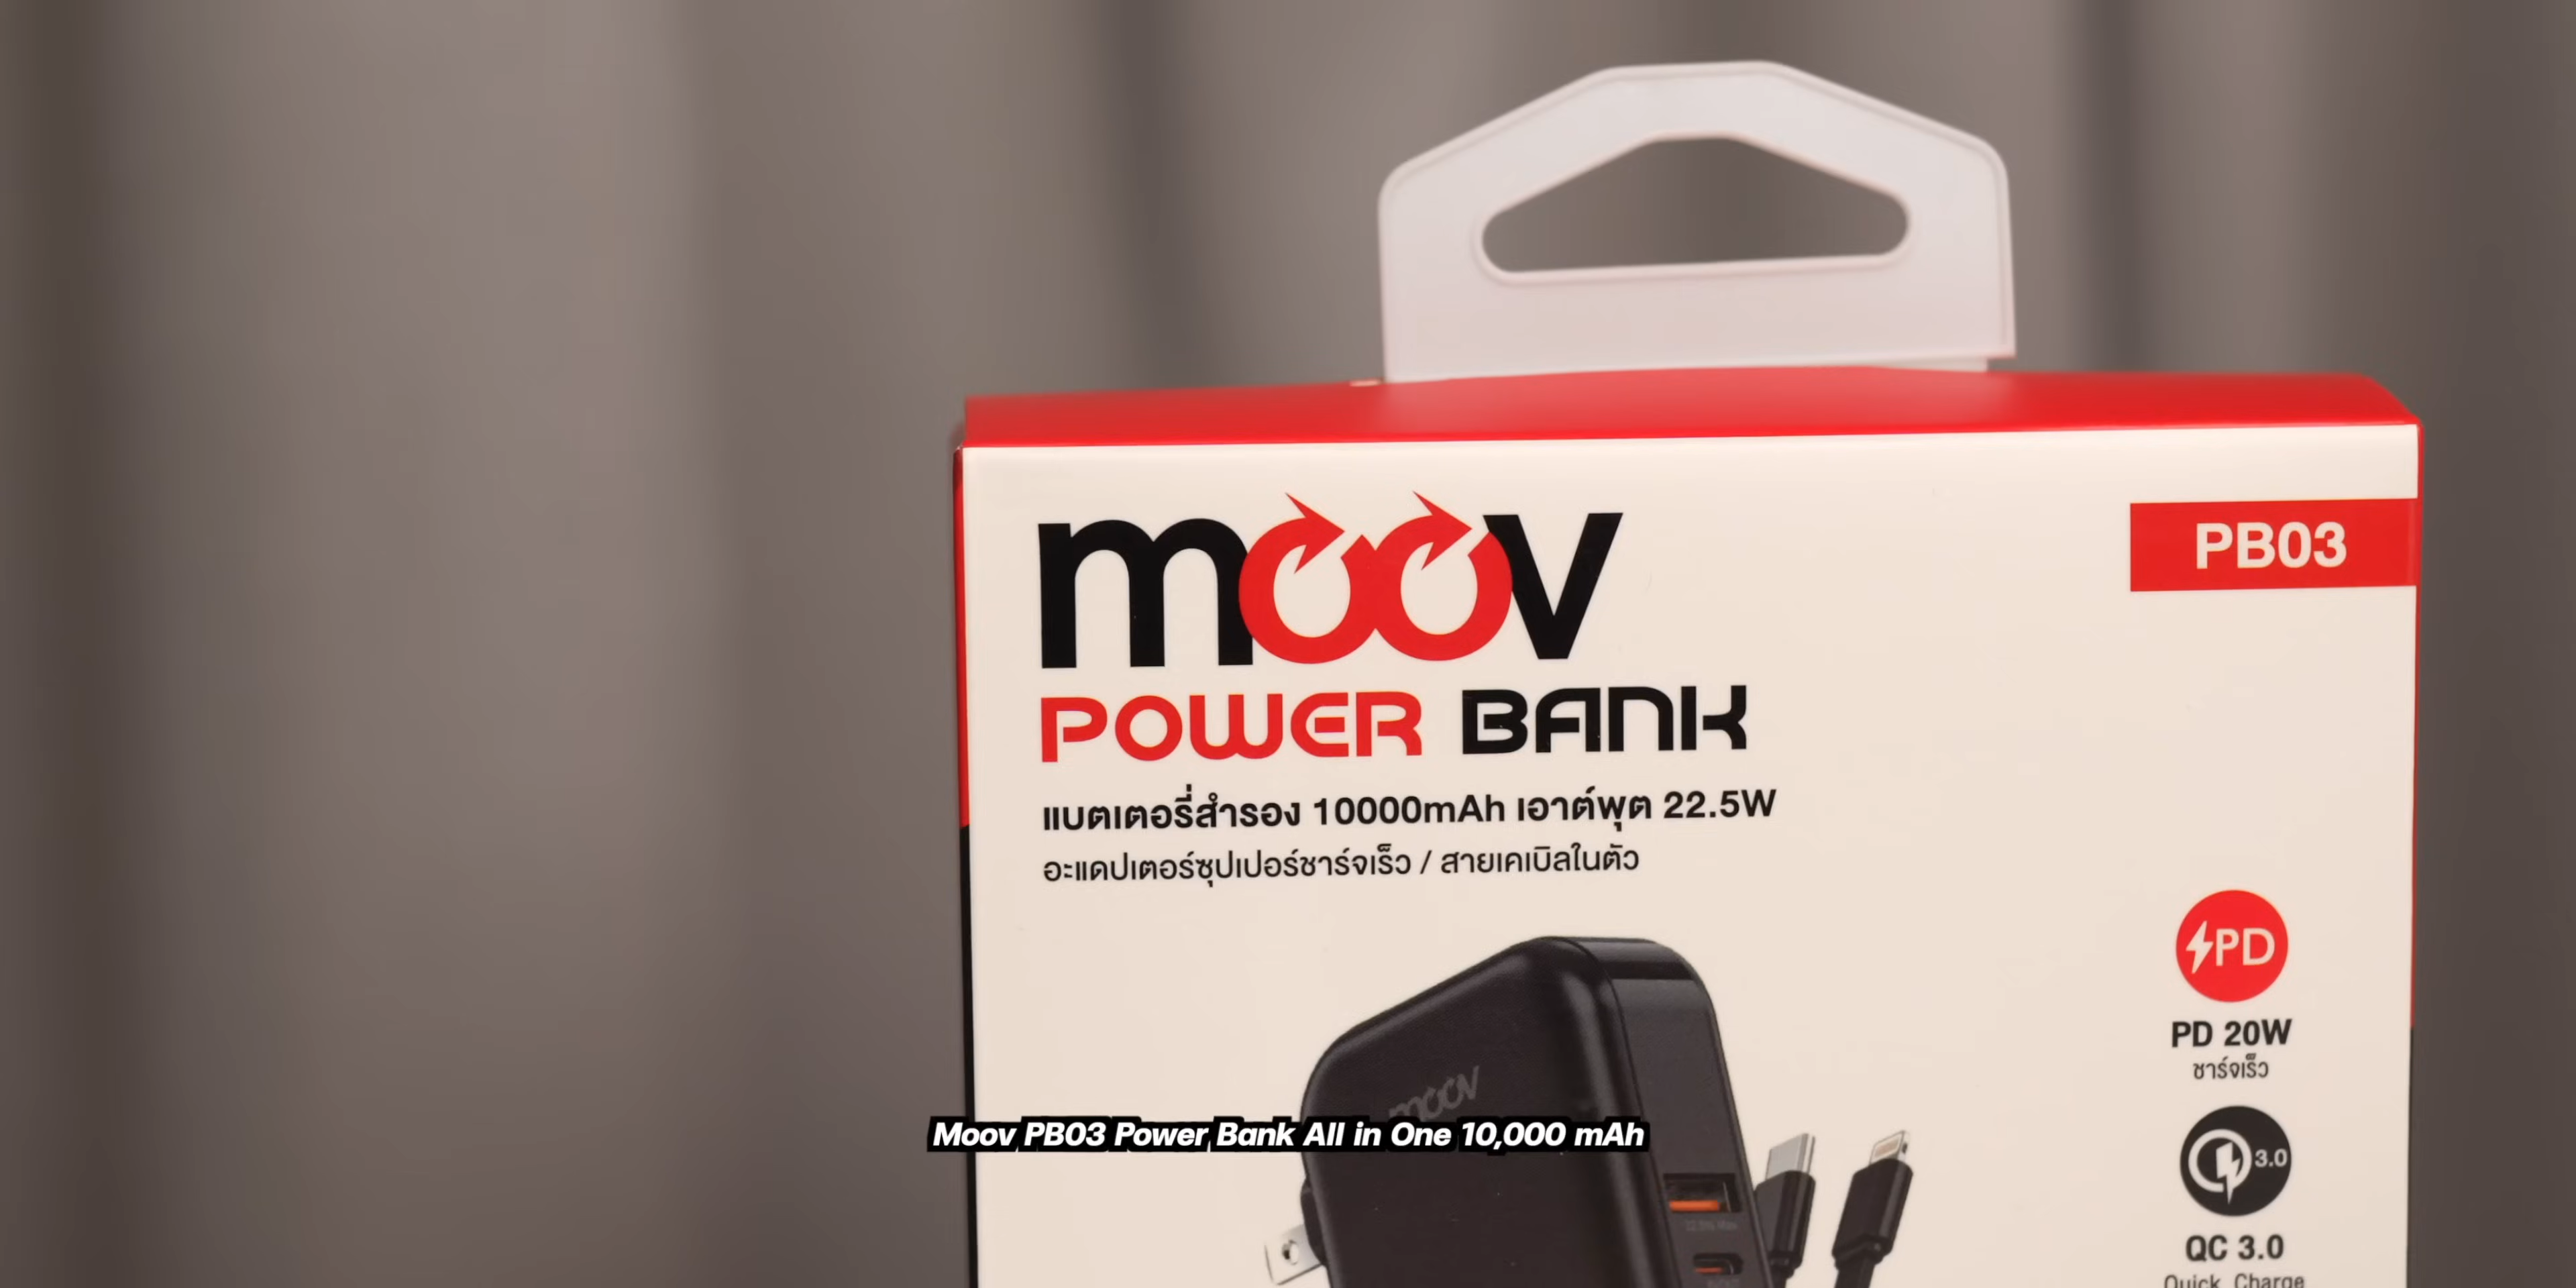 moov
PB03
POWER BANK
แบตเตอรี่สำรอง 10000mAh เอาต์พุต 22.5W
อะแดปเตอร์ซุปเปอร์ชาร์จเร็ว / สายเคเบิลในตัว
PD
PD 20W
ชาร์จเร็ว
moov
Moov PB03 Power Bank All in One 10,000 mAh
3.0
QC 3.0
Quick Charge